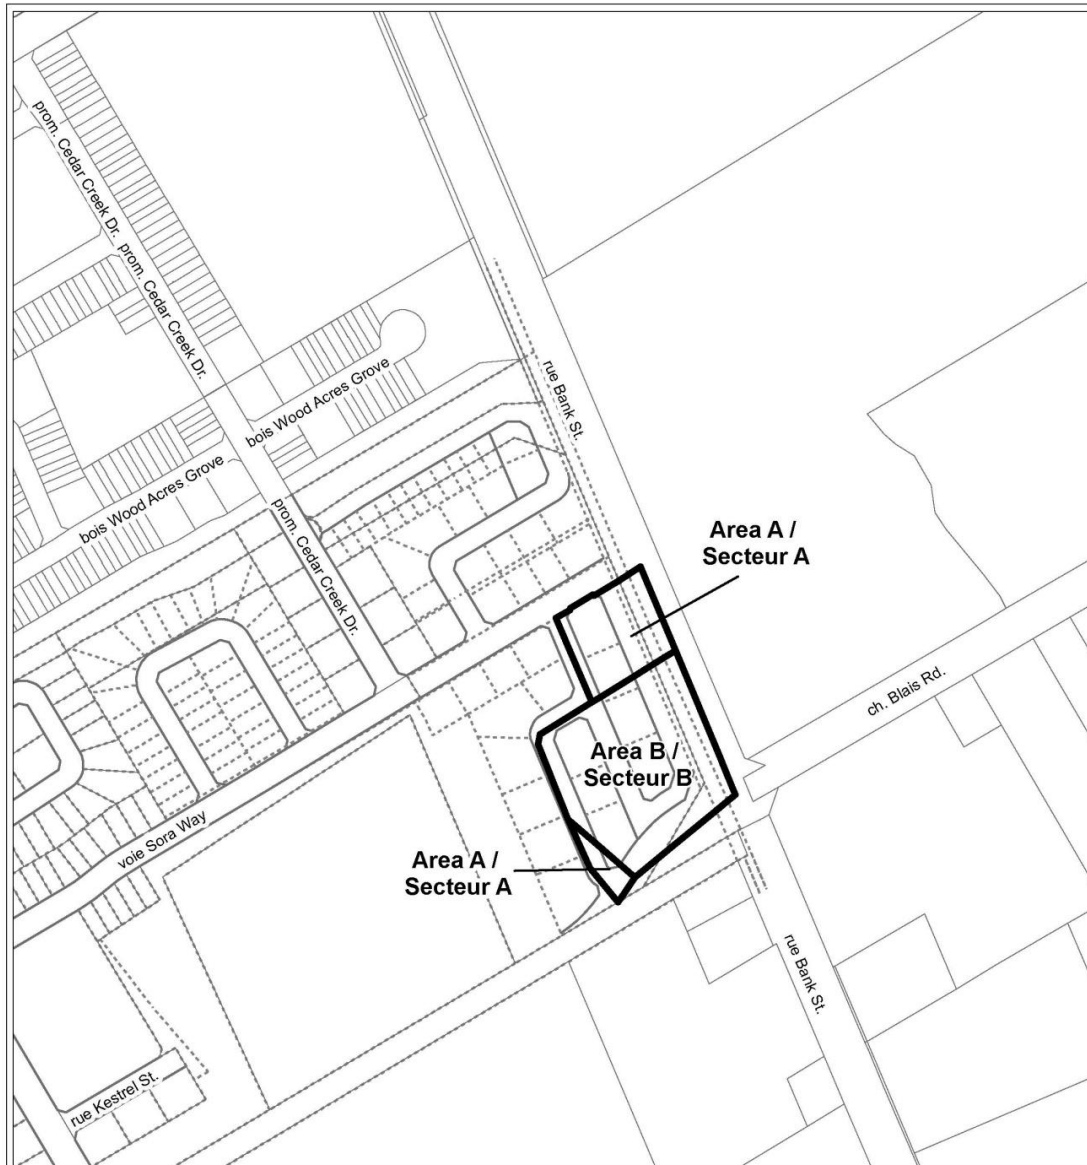 prom. Cedar Creek Dr.
prom. Cedar Creek Dr.
bois Wood Acres Grove
rue Bank St.
bois Wood Acres Grove
prom. Cedar Creek Dr.
Area A /
Secteur A
ch. Blais Rd.
Area B /
Secteur B
voie Sora Way
Area A /
Secteur A
rue Bank St.
rue Kestrel St.